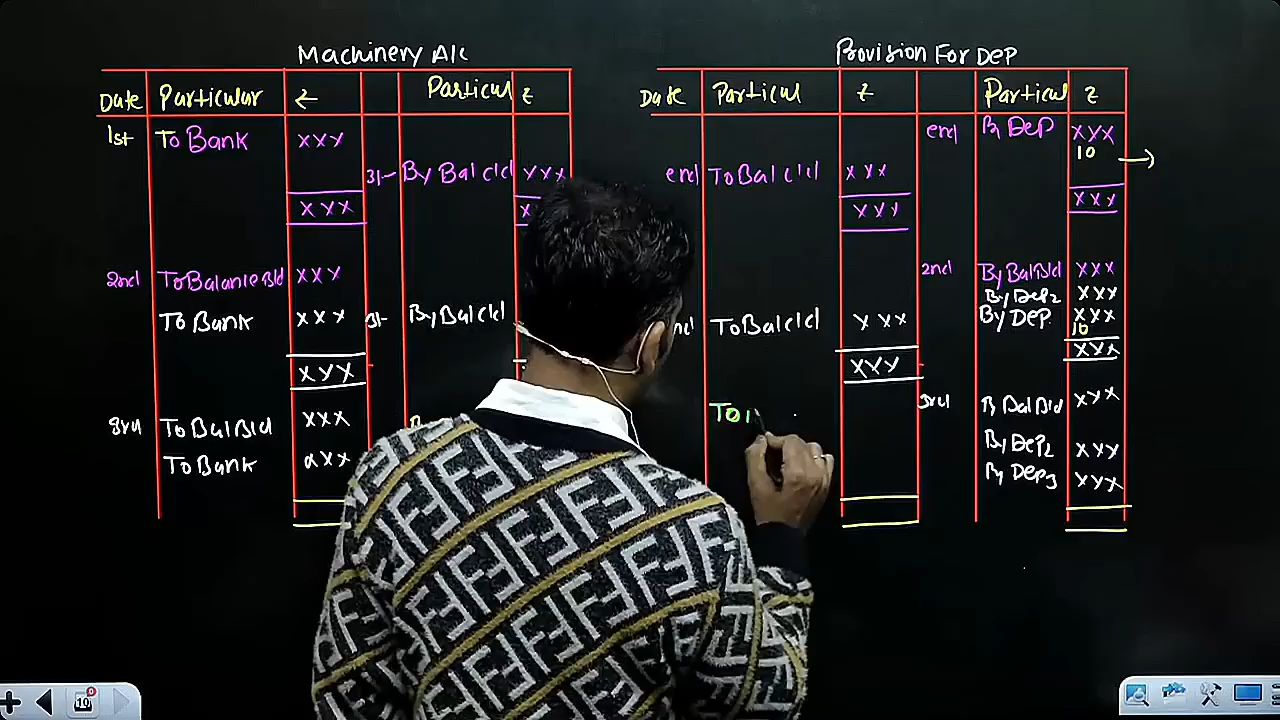 Machinery A/c
Date Particular ₹ Particul ₹
1st To Bank XXX
31- By Bal c/d XXX
XXX
2nd To Balance B/d XXX
To Bank XXX 31- By Bal c/d
XXX
3rd To Bal B/d XXX
To Bank XXX
Provision For Dep
Date Particul ₹ Particul ₹
end By Dep XXX
10
end To Bal c/d XXX
XXX XXX
2nd By Bal B/d XXX
By Dep2 XXX
To Bal c/d XXX By Dep XXX
10
XXX XXX
3rd By Bal B/d XXX
To
By Dep2 XXX
By Dep3 XXX
10